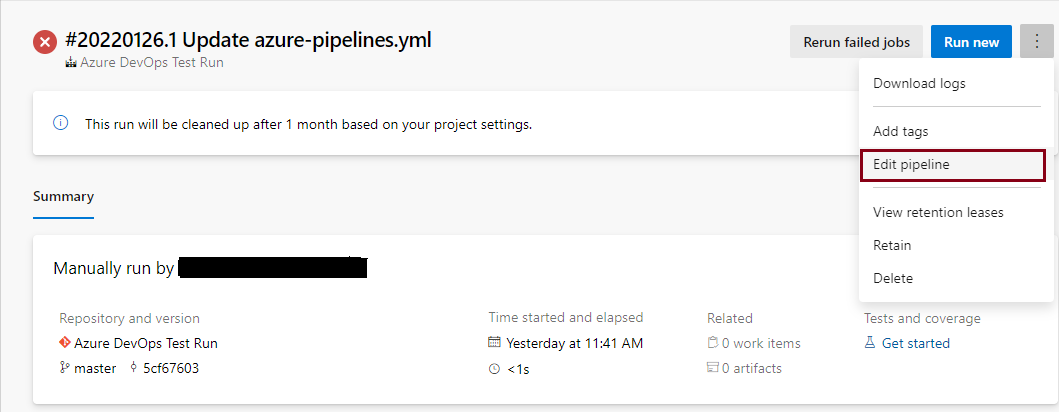 #20220126.1 Update azure-pipelines.yml
Azure DevOps Test Run
Rerun failed jobs
Run new
Download logs
Add tags
Edit pipeline
View retention leases
Retain
Delete
This run will be cleaned up after 1 month based on your project settings.
Summary
Manually run by
Repository and version
Azure DevOps Test Run
master 5cf67603
Time started and elapsed
Yesterday at 11:41 AM
<1s
Related
0 work items
0 artifacts
Tests and coverage
Get started